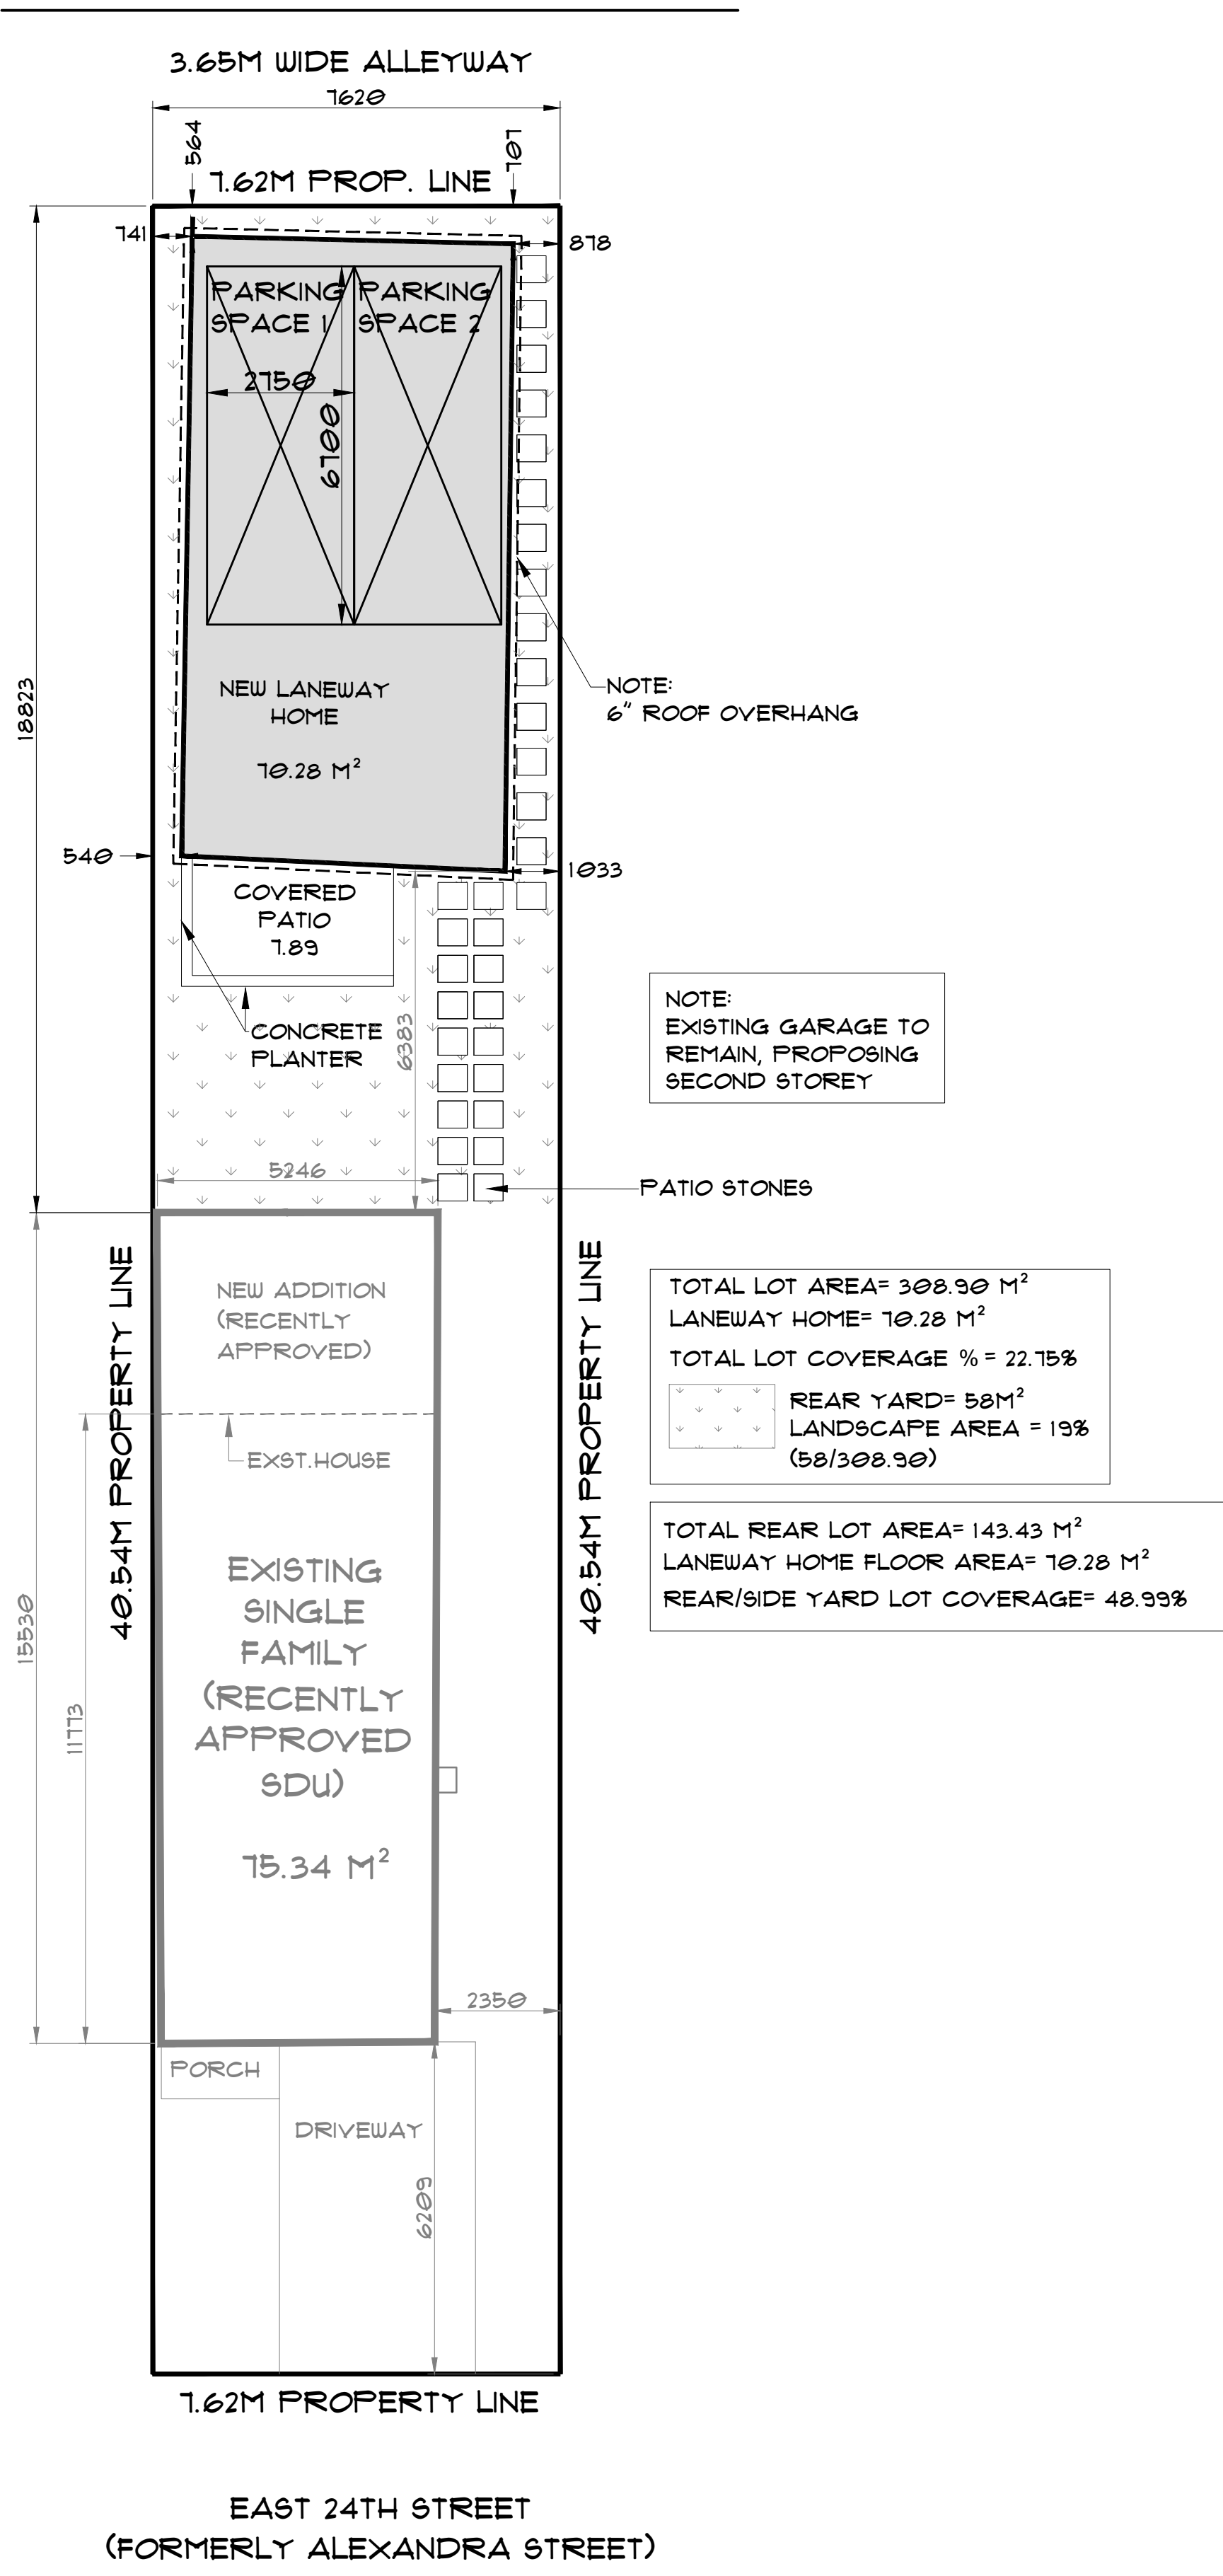 3.65M WIDE ALLEYWAY
7620
564
701
7.62M PROP. LINE
741
878
PARKING SPACE 1
PARKING SPACE 2
2750
6700
18823
NEW LANEWAY
HOME
70.28 M²
NOTE:
6" ROOF OVERHANG
540
1033
COVERED
PATIO
7.89
CONCRETE
PLANTER
6383
NOTE:
EXISTING GARAGE TO
REMAIN, PROPOSING
SECOND STOREY
5246
PATIO STONES
40.54M PROPERTY LINE
40.54M PROPERTY LINE
NEW ADDITION
(RECENTLY
APPROVED)
TOTAL LOT AREA= 308.90 M²
LANEWAY HOME= 70.28 M²
TOTAL LOT COVERAGE % = 22.75%
REAR YARD= 58M²
LANDSCAPE AREA = 19%
(58/308.90)
EXST.HOUSE
TOTAL REAR LOT AREA= 143.43 M²
LANEWAY HOME FLOOR AREA= 70.28 M²
REAR/SIDE YARD LOT COVERAGE= 48.99%
15530
11773
EXISTING
SINGLE
FAMILY
(RECENTLY
APPROVED
SDU)
75.34 M²
2350
PORCH
DRIVEWAY
6209
7.62M PROPERTY LINE
EAST 24TH STREET
(FORMERLY ALEXANDRA STREET)